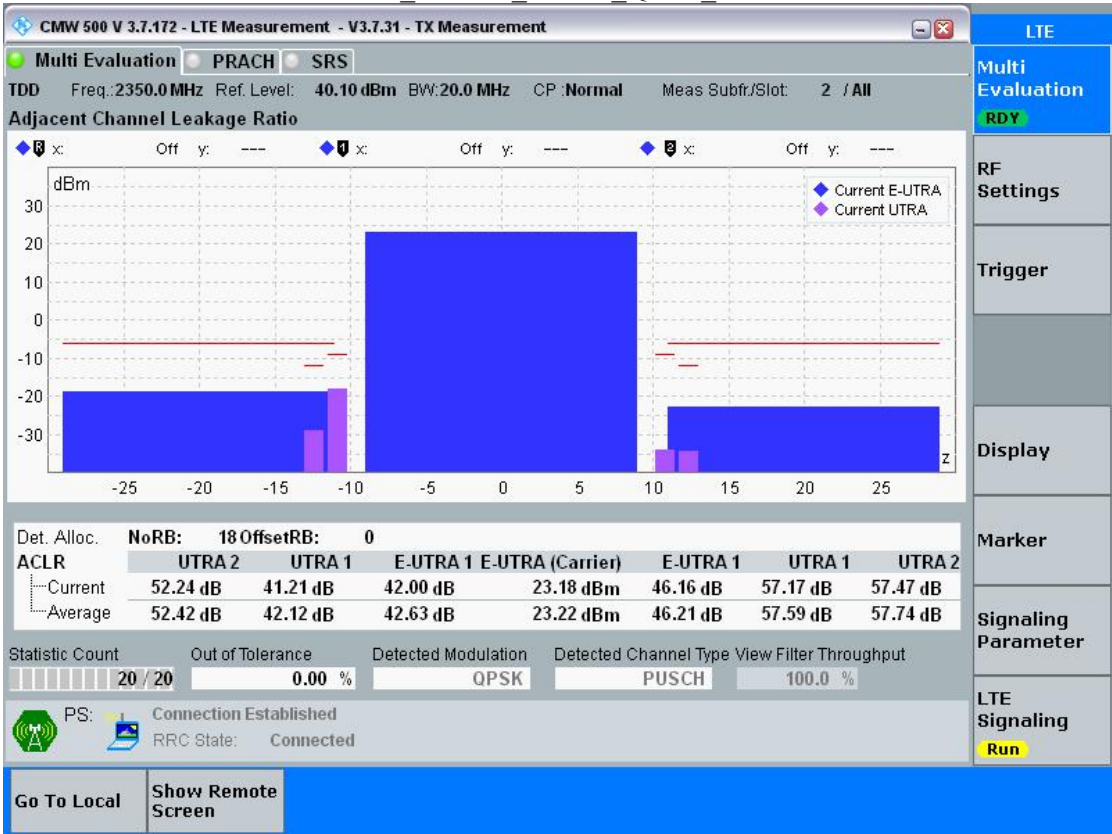 CMW 500 V 3.7.172 - LTE Measurement - V3.7.31 - TX Measurement
LTE
Multi Evaluation PRACH SRS
Multi
Evaluation
RDY
TDD Freq.:2350.0 MHz Ref. Level: 40.10 dBm BW:20.0 MHz CP :Normal Meas Subfr./Slot: 2 / All
Adjacent Channel Leakage Ratio
R x: Off y: --- 1 x: Off y: --- 2 x: Off y: ---
dBm
Current E-UTRA
Current UTRA
30
20
10
0
-10
-20
-30
z
-25 -20 -15 -10 -5 0 5 10 15 20 25
RF
Settings
Trigger
Display
Marker
Signaling
Parameter
LTE
Signaling
Run
Det. Alloc. NoRB: 18 OffsetRB: 0
ACLR UTRA 2 UTRA 1 E-UTRA 1 E-UTRA (Carrier) E-UTRA 1 UTRA 1 UTRA 2
Current 52.24 dB 41.21 dB 42.00 dB 23.18 dBm 46.16 dB 57.17 dB 57.47 dB
Average 52.42 dB 42.12 dB 42.63 dB 23.22 dBm 46.21 dB 57.59 dB 57.74 dB
Statistic Count Out of Tolerance Detected Modulation Detected Channel Type View Filter Throughput
20 / 20 0.00 % QPSK PUSCH 100.0 %
PS: Connection Established
RRC State: Connected
Go To Local
Show Remote
Screen